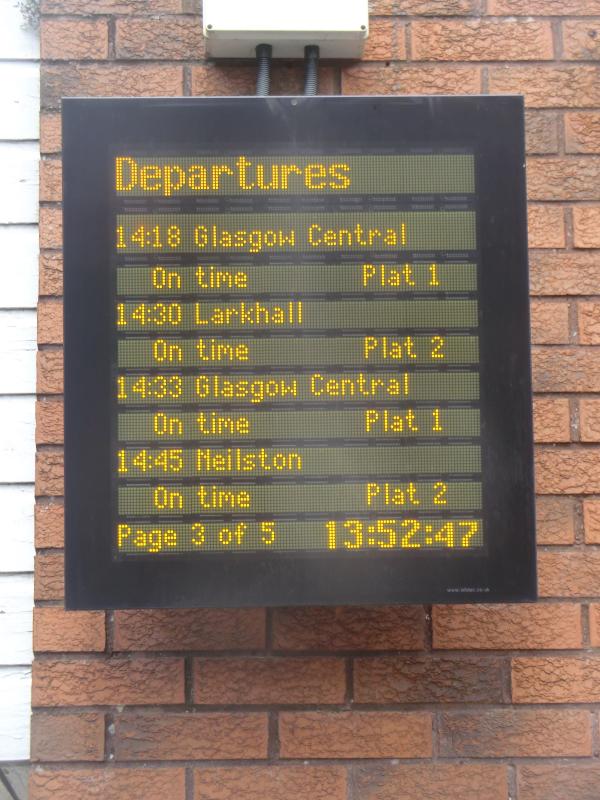 Departures
14:18 Glasgow Central
On time Plat 1
14:30 Larkhall
On time Plat 2
14:33 Glasgow Central
On time Plat 1
14:45 Neilston
On time Plat 2
Page 3 of 5 13:52:47